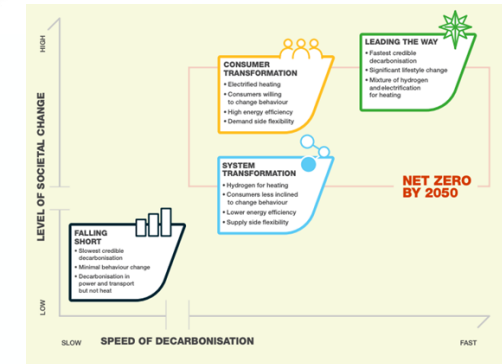 HIGH
LEVEL OF SOCIETAL CHANGE
LOW
LEADING THE WAY
• Fastest credible
decarbonisation
• Significant lifestyle change
• Mixture of hydrogen
and electrification
for heating
CONSUMER
TRANSFORMATION
• Electrified heating
• Consumers willing
to change behaviour
• High energy efficiency
• Demand side flexibility
SYSTEM
TRANSFORMATION
• Hydrogen for heating
• Consumers less inclined
to change behaviour
• Lower energy efficiency
• Supply side flexibility
NET ZERO
BY 2050
FALLING
SHORT
• Slowest credible
decarbonisation
• Minimal behaviour change
• Decarbonisation in
power and transport
but not heat
SLOW
SPEED OF DECARBONISATION
FAST